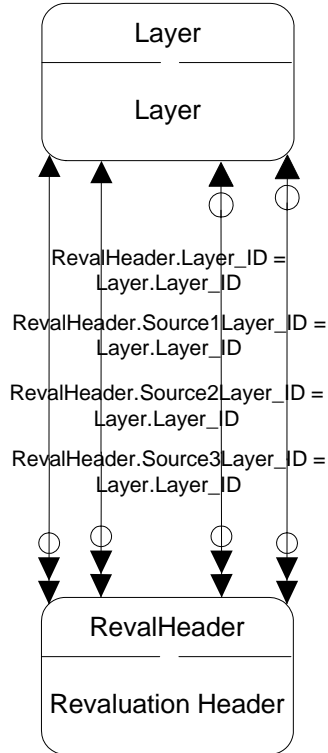 Layer
Layer
RevalHeader.Layer_ID =
Layer.Layer_ID
RevalHeader.Source1Layer_ID =
Layer.Layer_ID
RevalHeader.Source2Layer_ID =
Layer.Layer_ID
RevalHeader.Source3Layer_ID =
Layer.Layer_ID
RevalHeader
Revaluation Header